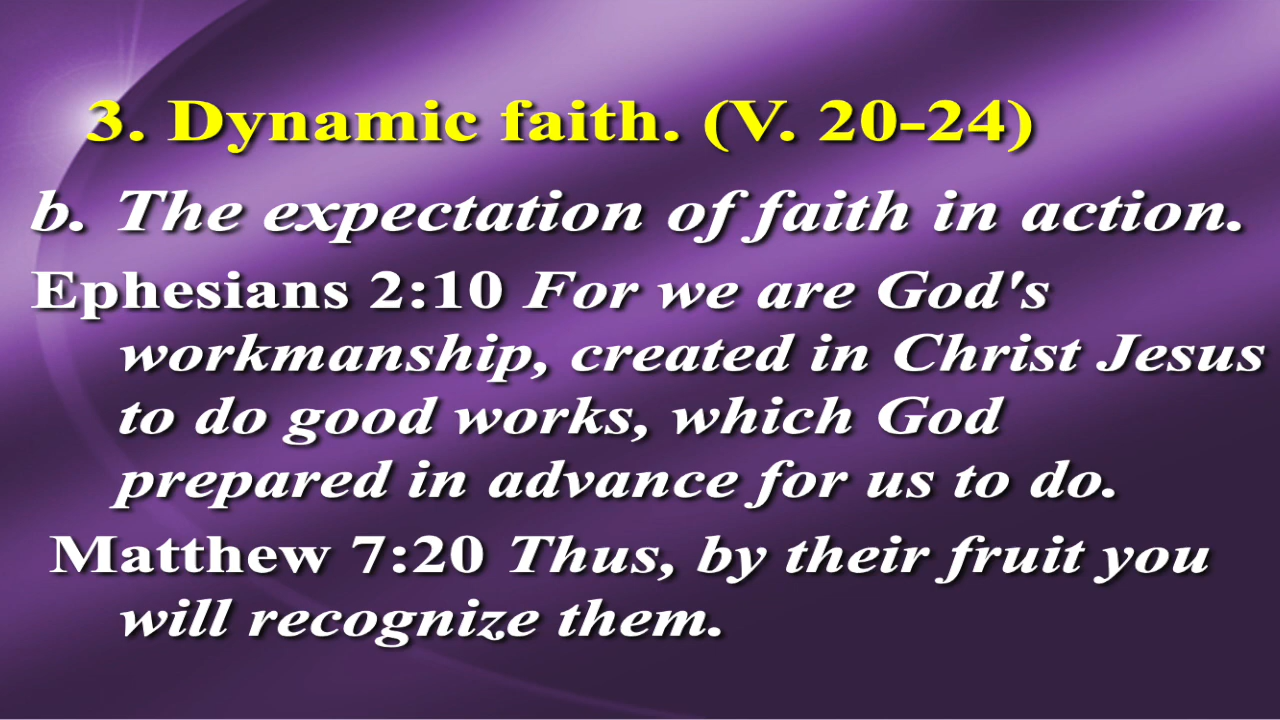 3. Dynamic faith. (V. 20-24)
b. The expectation of faith in action.
Ephesians 2:10 For we are God's
workmanship, created in Christ Jesus
to do good works, which God
prepared in advance for us to do.
Matthew 7:20 Thus, by their fruit you
will recognize them.